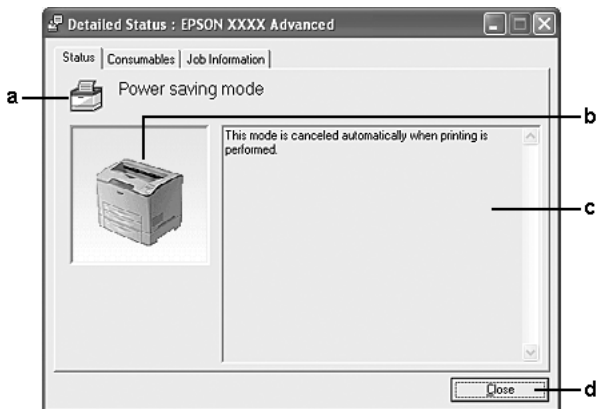 Detailed Status : EPSON XXXX Advanced
Status Consumables Job Information
a
Power saving mode
b
This mode is canceled automatically when printing is
performed.
c
Close
d